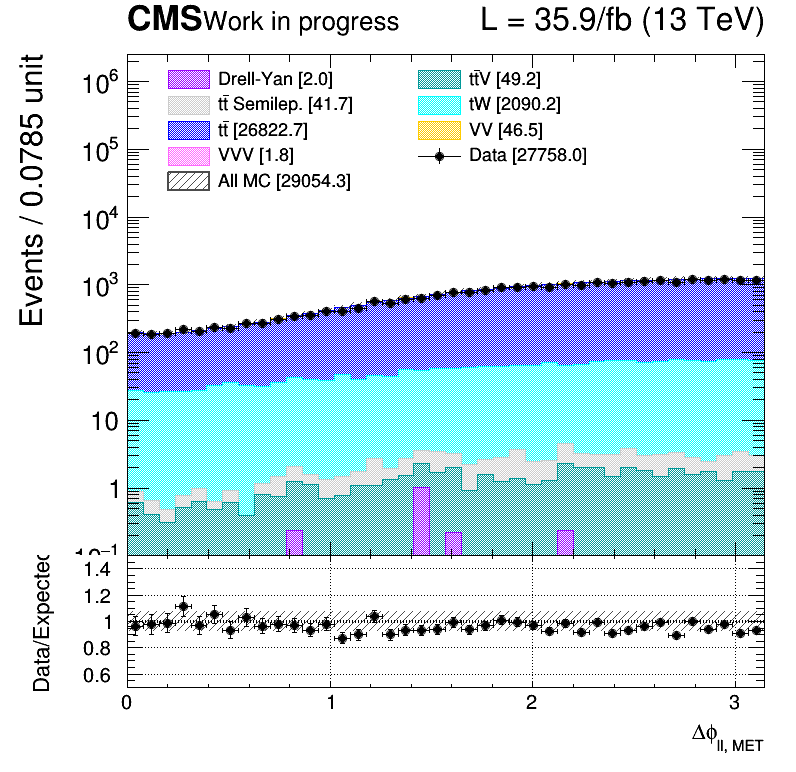 CMS Work in progress L = 35.9/fb (13 TeV)
Events / 0.0785 unit
Drell-Yan [2.0]
tt̄V [49.2]
tt̄ Semilep. [41.7]
tW [2090.2]
tt̄ [26822.7]
VV [46.5]
VVV [1.8]
Data [27758.0]
All MC [29054.3]
10⁶
10⁵
10⁴
10³
10²
10
1
10⁻¹
Data/Expected
1.4
1.2
1
0.8
0.6
0 1 2 3
Δϕll, MET